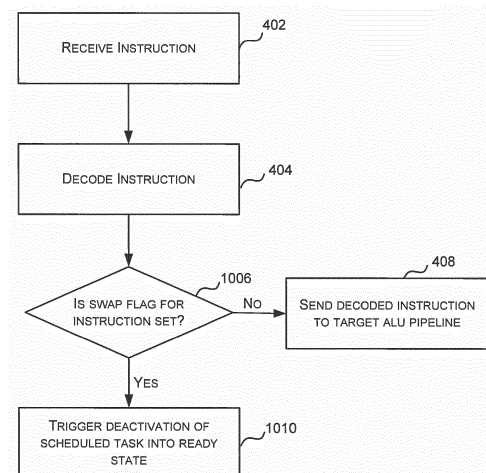 402
RECEIVE INSTRUCTION
404
DECODE INSTRUCTION
1006
IS SWAP FLAG FOR
INSTRUCTION SET?
NO
408
SEND DECODED INSTRUCTION
TO TARGET ALU PIPELINE
YES
TRIGGER DEACTIVATION OF
SCHEDULED TASK INTO READY
STATE
1010